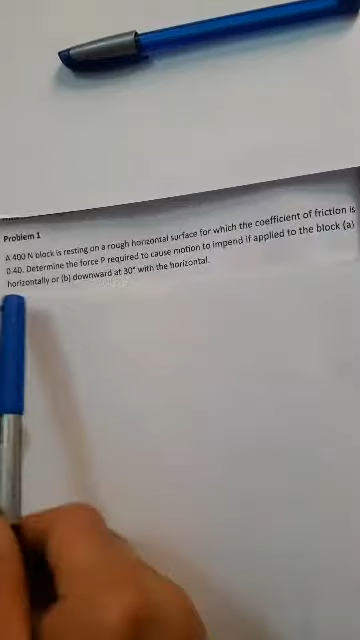 Problem 1
A 400 N block is resting on a rough horizontal surface for which the coefficient of friction is
0.40. Determine the force P required to cause motion to impend if applied to the block (a)
horizontally or (b) downward at 30° with the horizontal.